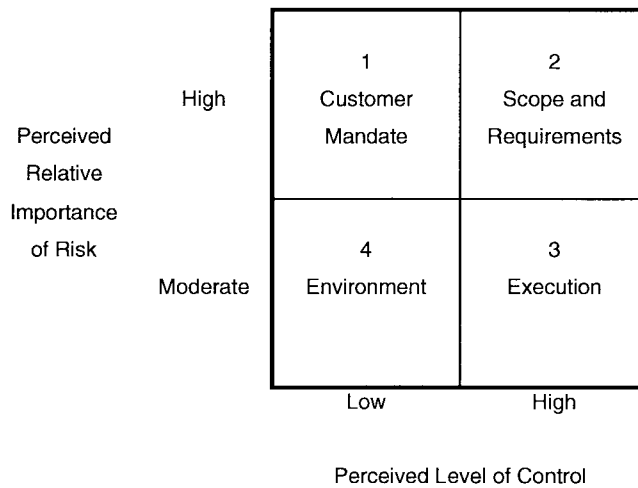 1
Customer
Mandate
2
Scope and
Requirements
High
Perceived
Relative
Importance
of Risk
4
Environment
3
Execution
Moderate
Low
High
Perceived Level of Control